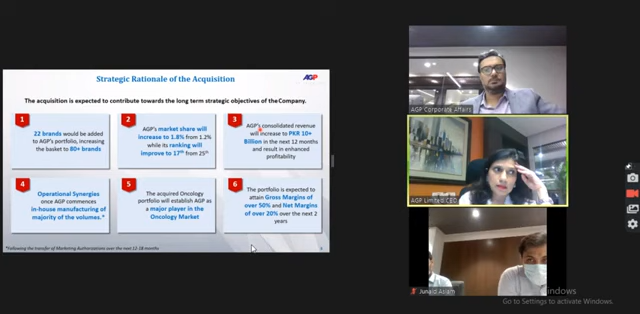 Strategic Rationale of the Acquisition
AGP
The acquisition is expected to contribute towards the long term strategic objectives of the Company.
1
22 brands would be added
to AGP's portfolio, increasing
the basket to 80+ brands
2
AGP's market share will
increase to 1.8% from 1.2%
while its ranking will
improve to 17th from 25th
3
AGP's consolidated revenue
will increase to PKR 10+
Billion in the next 12 months
and result in enhanced
profitability
4
Operational Synergies
once AGP commences
in-house manufacturing of
majority of the volumes.*
5
The acquired Oncology
portfolio will establish AGP as
a major player in the
Oncology Market
6
The portfolio is expected to
attain Gross Margins of
over 50% and Net Margins
of over 20% over the next 2
years
*Following the transfer of Marketing Authorizations over the next 12-18 months
AGP Corporate Affairs
AGP Limited CEO
Junaid Aslam
indows
Go to Settings to activate Windows.